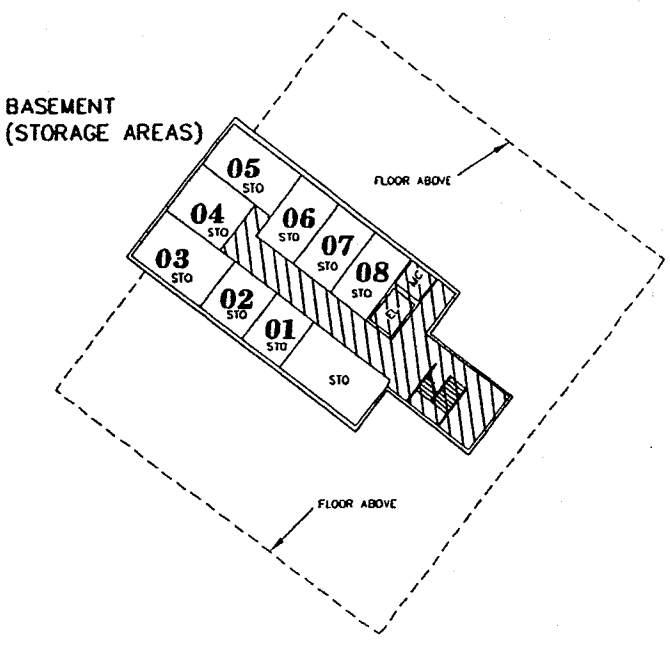 BASEMENT
(STORAGE AREAS)
FLOOR ABOVE
05
STO
04
STO
06
STO
03
STO
07
STO
08
STO
MC
EL
02
STO
01
STO
STO
FLOOR ABOVE